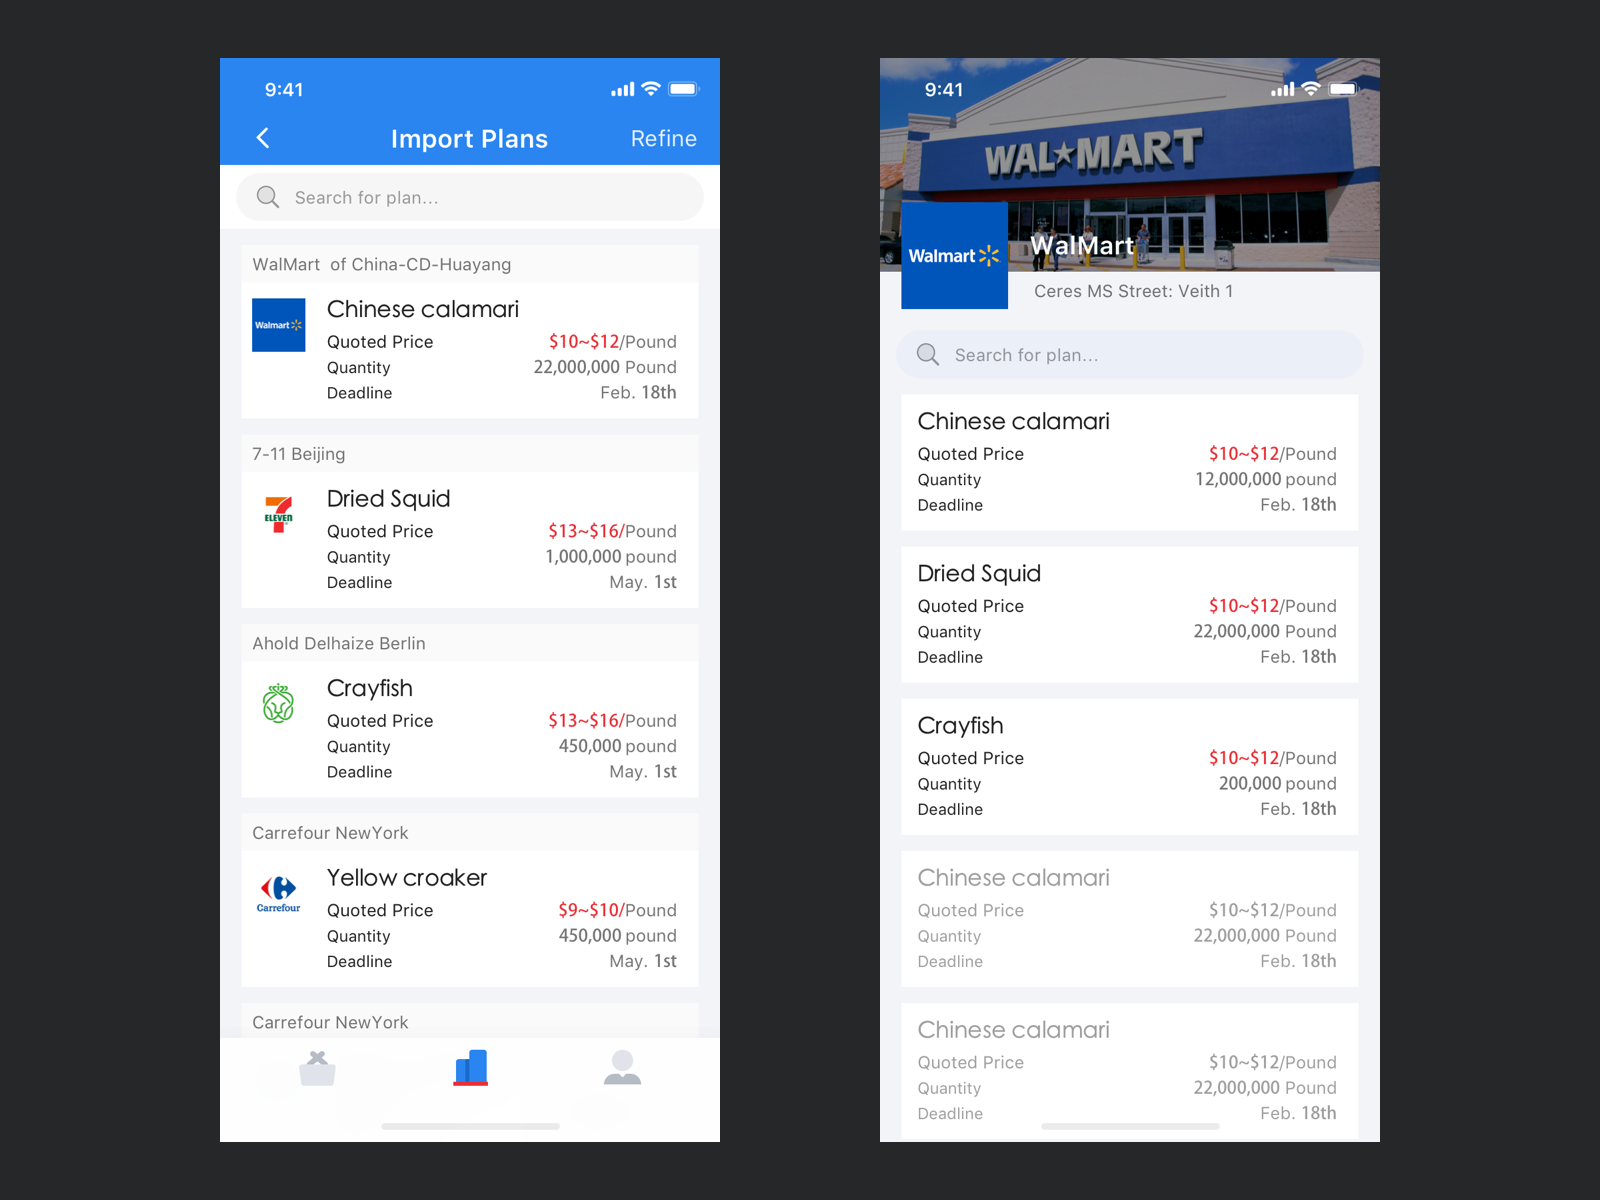 9:41
Import Plans
Refine
Search for plan...
WalMart  of China-CD-Huayang
Walmart
Chinese calamari
Quoted Price $10~$12/Pound
Quantity 22,000,000 Pound
Deadline Feb. 18th
7-11 Beijing
7
ELEVEN
Dried Squid
Quoted Price $13~$16/Pound
Quantity 1,000,000 pound
Deadline May. 1st
Ahold Delhaize Berlin
Crayfish
Quoted Price $13~$16/Pound
Quantity 450,000 pound
Deadline May. 1st
Carrefour NewYork
Carrefour
Yellow croaker
Quoted Price $9~$10/Pound
Quantity 450,000 pound
Deadline May. 1st
Carrefour NewYork
9:41
WAL★MART
Walmart
WalMart
Ceres MS Street: Veith 1
Search for plan...
Chinese calamari
Quoted Price $10~$12/Pound
Quantity 12,000,000 pound
Deadline Feb. 18th
Dried Squid
Quoted Price $10~$12/Pound
Quantity 22,000,000 Pound
Deadline Feb. 18th
Crayfish
Quoted Price $10~$12/Pound
Quantity 200,000 pound
Deadline Feb. 18th
Chinese calamari
Quoted Price $10~$12/Pound
Quantity 22,000,000 Pound
Deadline Feb. 18th
Chinese calamari
Quoted Price $10~$12/Pound
Quantity 22,000,000 Pound
Deadline Feb. 18th